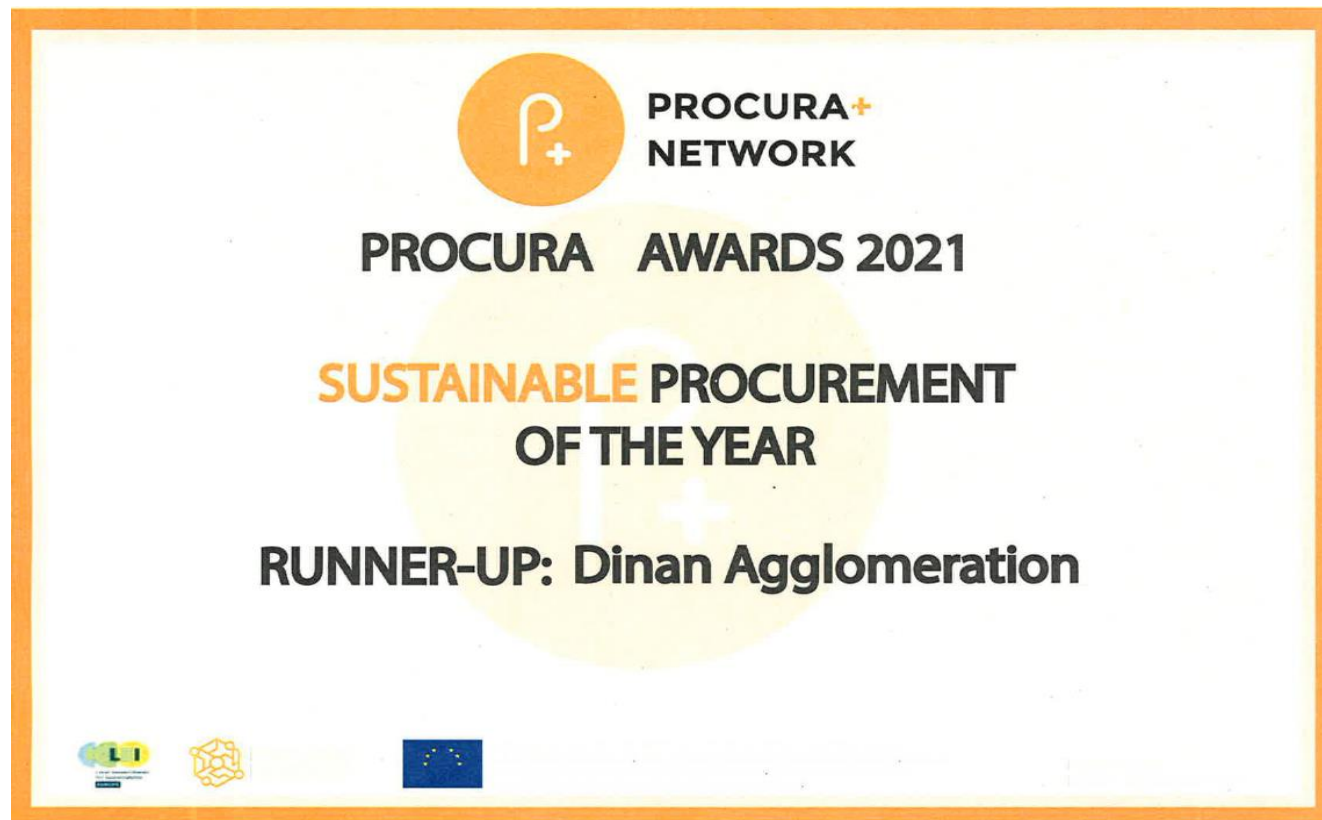 PROCURA+
NETWORK
PROCURA AWARDS 2021
SUSTAINABLE PROCUREMENT
OF THE YEAR
RUNNER-UP: Dinan Agglomeration